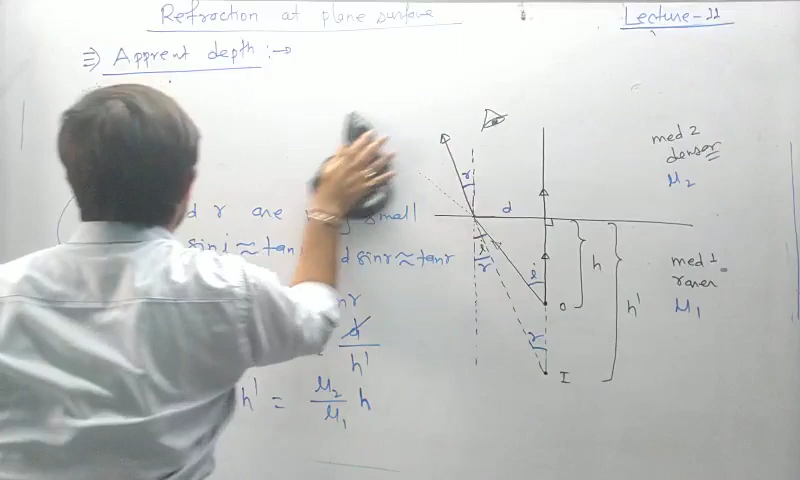 Refraction at plane surface
Lecture-11
⇒ Apprent depth :→
r are small
sin i ≈ tan sin r ≈ tan r
d
h'
h' = μ2/μ1 h
r
d
i
r
i
r
O
I
h
h'
med 2
denser
μ2
med 1
rarer
μ1